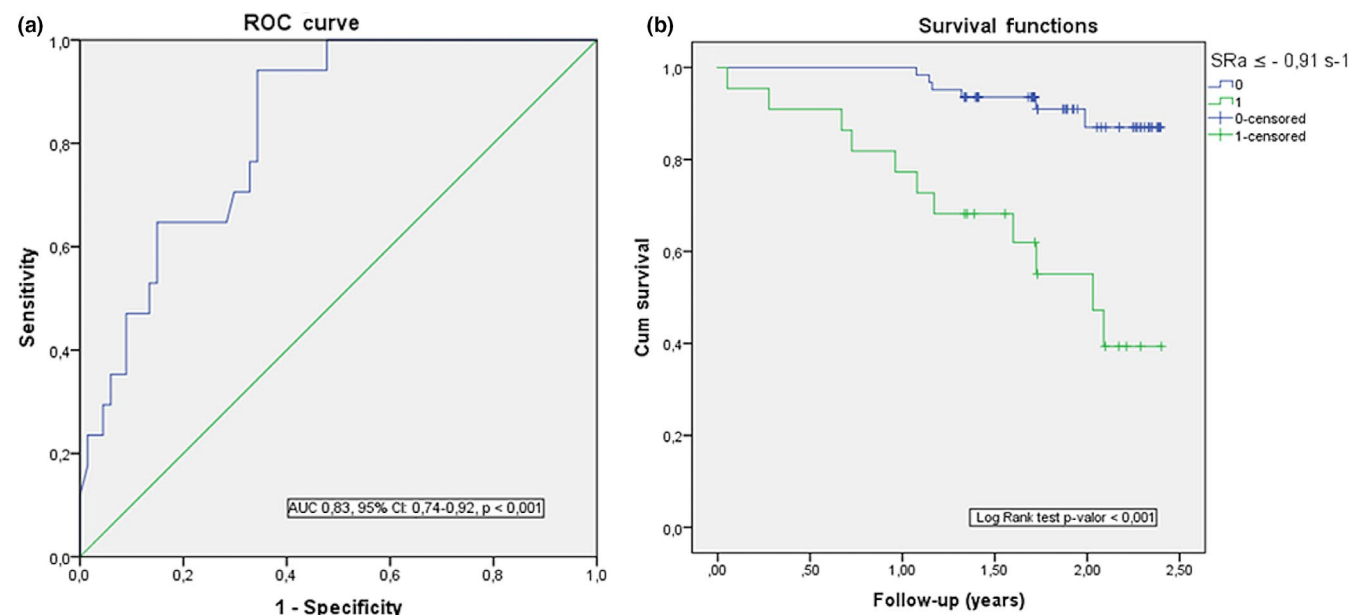 (a)
ROC curve
1,0
0,8
0,6
0,4
0,2
0,0
Sensitivity
AUC 0,83, 95% CI: 0,74-0,92, p < 0,001
0,0 0,2 0,4 0,6 0,8 1,0
1 - Specificity
(b)
Survival functions
1,0
0,8
0,6
0,4
0,2
0,0
Cum survival
Log Rank test p-valor < 0,001
,00 ,50 1,00 1,50 2,00 2,50
Follow-up (years)
SRa ≤ - 0,91 s-1
0
1
0-censored
1-censored